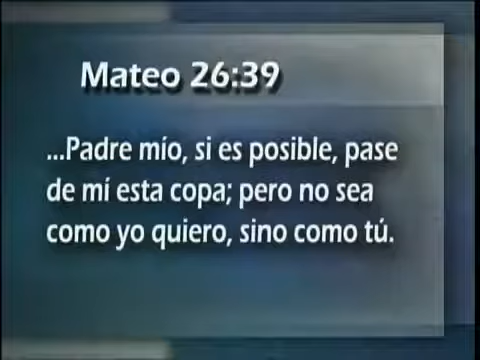 Mateo 26:39
...Padre mío, si es posible, pase
de mí esta copa; pero no sea
como yo quiero, sino como tú.